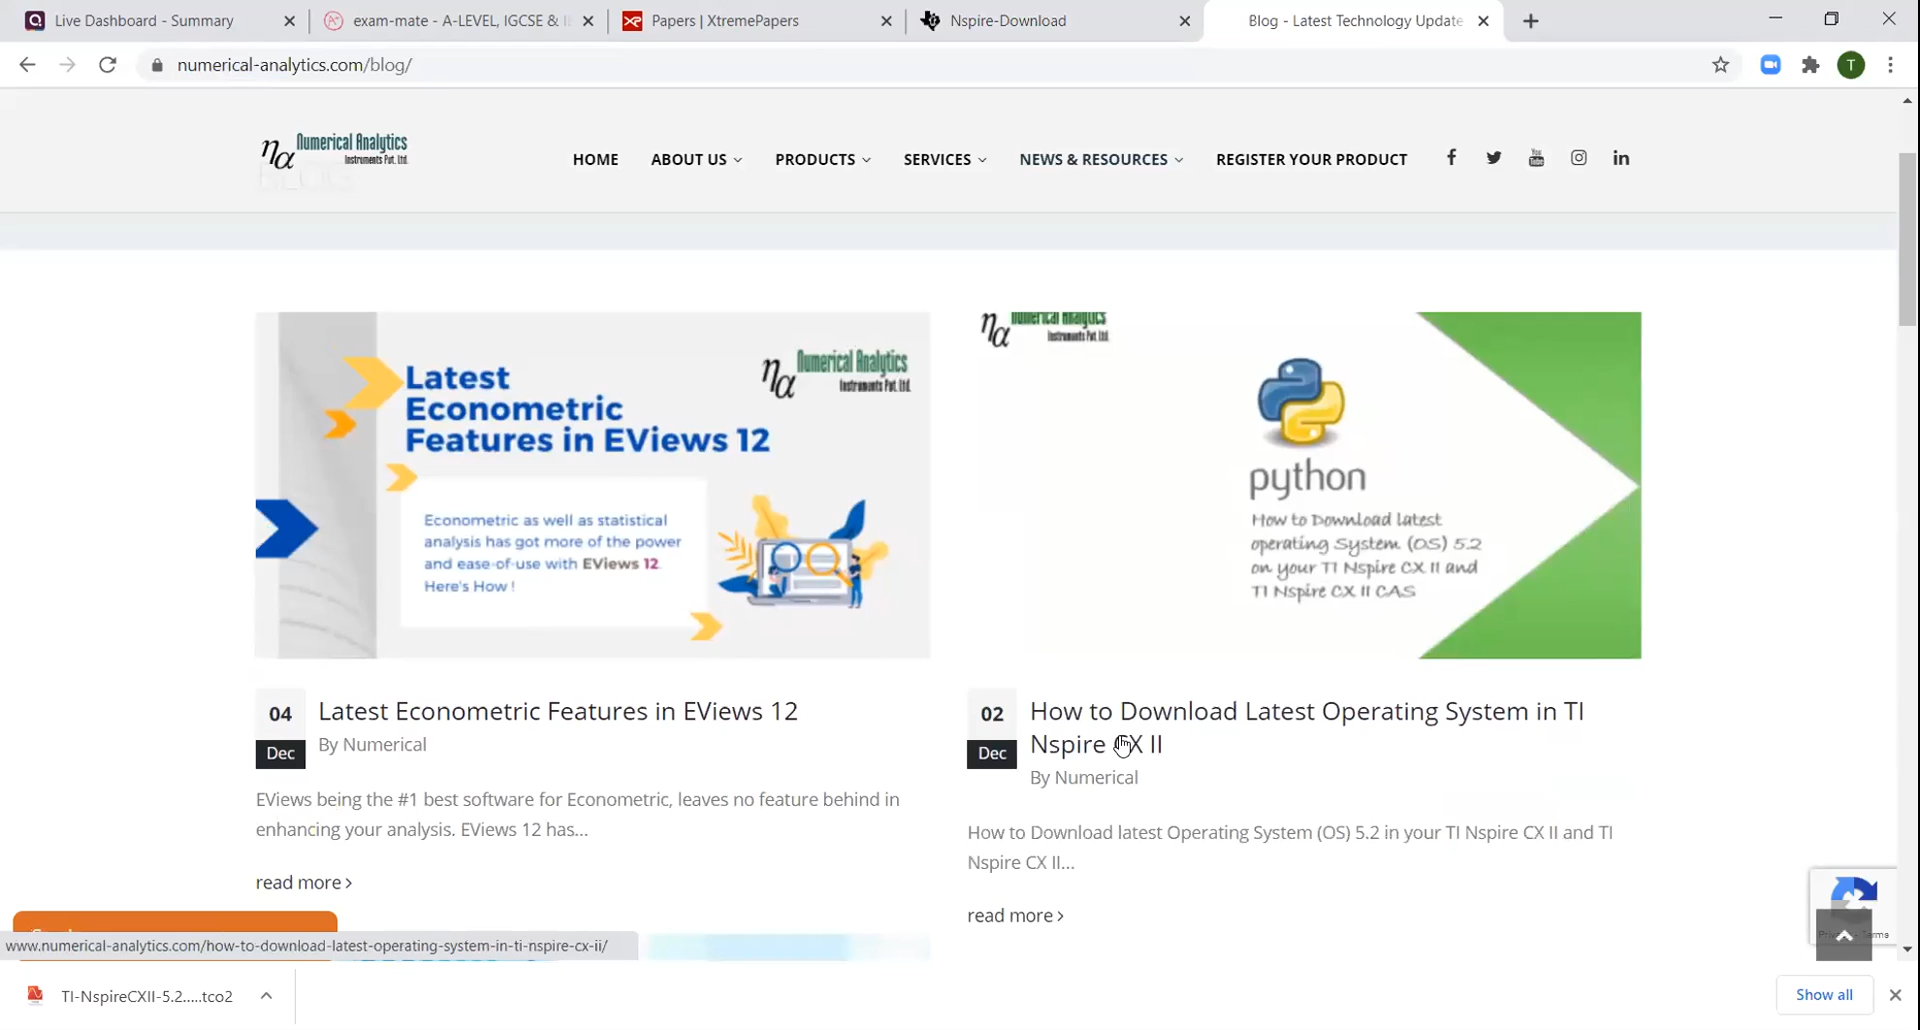 Live Dashboard - Summary
exam-mate - A-LEVEL, IGCSE &
Papers | XtremePapers
Nspire-Download
Blog - Latest Technology Update
numerical-analytics.com/blog/
T
ηα Numerical Analytics
Instruments Pvt. Ltd.
BLOG
HOME
ABOUT US
PRODUCTS
SERVICES
NEWS & RESOURCES
REGISTER YOUR PRODUCT
You
Tube
Latest
Econometric
Features in EViews 12
ηα Numerical Analytics
Instruments Pvt. Ltd.
Econometric as well as statistical
analysis has got more of the power
and ease-of-use with EViews 12.
Here's How !
ηα Numerical Analytics
Instruments Pvt. Ltd.
python
How to Download latest
operating System (OS) 5.2
on your TI Nspire CX II and
TI Nspire CX II CAS
04
Dec
Latest Econometric Features in EViews 12
By Numerical
EViews being the #1 best software for Econometric, leaves no feature behind in
enhancing your analysis. EViews 12 has...
read more
02
Dec
How to Download Latest Operating System in TI
Nspire CX II
By Numerical
How to Download latest Operating System (OS) 5.2 in your TI Nspire CX II and TI
Nspire CX II...
read more
Terms
www.numerical-analytics.com/how-to-download-latest-operating-system-in-ti-nspire-cx-ii/
TI-NspireCXII-5.2.....tco2
Show all